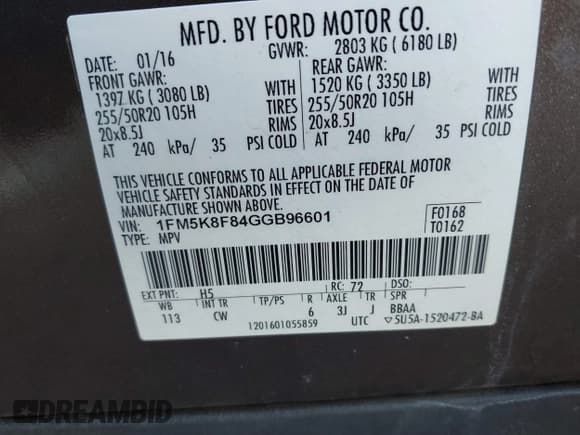 MFD. BY FORD MOTOR CO.
DATE: 01/16 GVWR: 2803 KG ( 6180 LB)
FRONT GAWR: REAR GAWR:
1397 KG ( 3080 LB) WITH 1520 KG ( 3350 LB) WITH
255/50R20 105H TIRES 255/50R20 105H TIRES
20x8.5J RIMS 20x8.5J RIMS
AT 240 kPa/ 35 PSI COLD AT 240 kPa/ 35 PSI COLD
THIS VEHICLE CONFORMS TO ALL APPLICABLE FEDERAL MOTOR
VEHICLE SAFETY STANDARDS IN EFFECT ON THE DATE OF
MANUFACTURE SHOWN ABOVE.
VIN: 1FM5K8F84GGB96601 F0168
TYPE: MPV T0162
EXT PNT: H5 RC: 72 DSO:
WB INT TR TP/PS R AXLE TR SPR
113 CW 6 3J J BBAA
1201601055859 UTC ▽5U5A-1520472-BA
DREAMBID